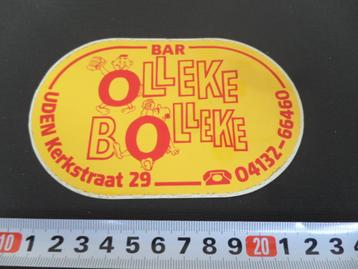 BAR
OLLEKE
BOLLEKE
UDEN Kerkstraat 29
04132-66460
10 1 2 3 4 5 6 7 8 9 20 1 2 3 4